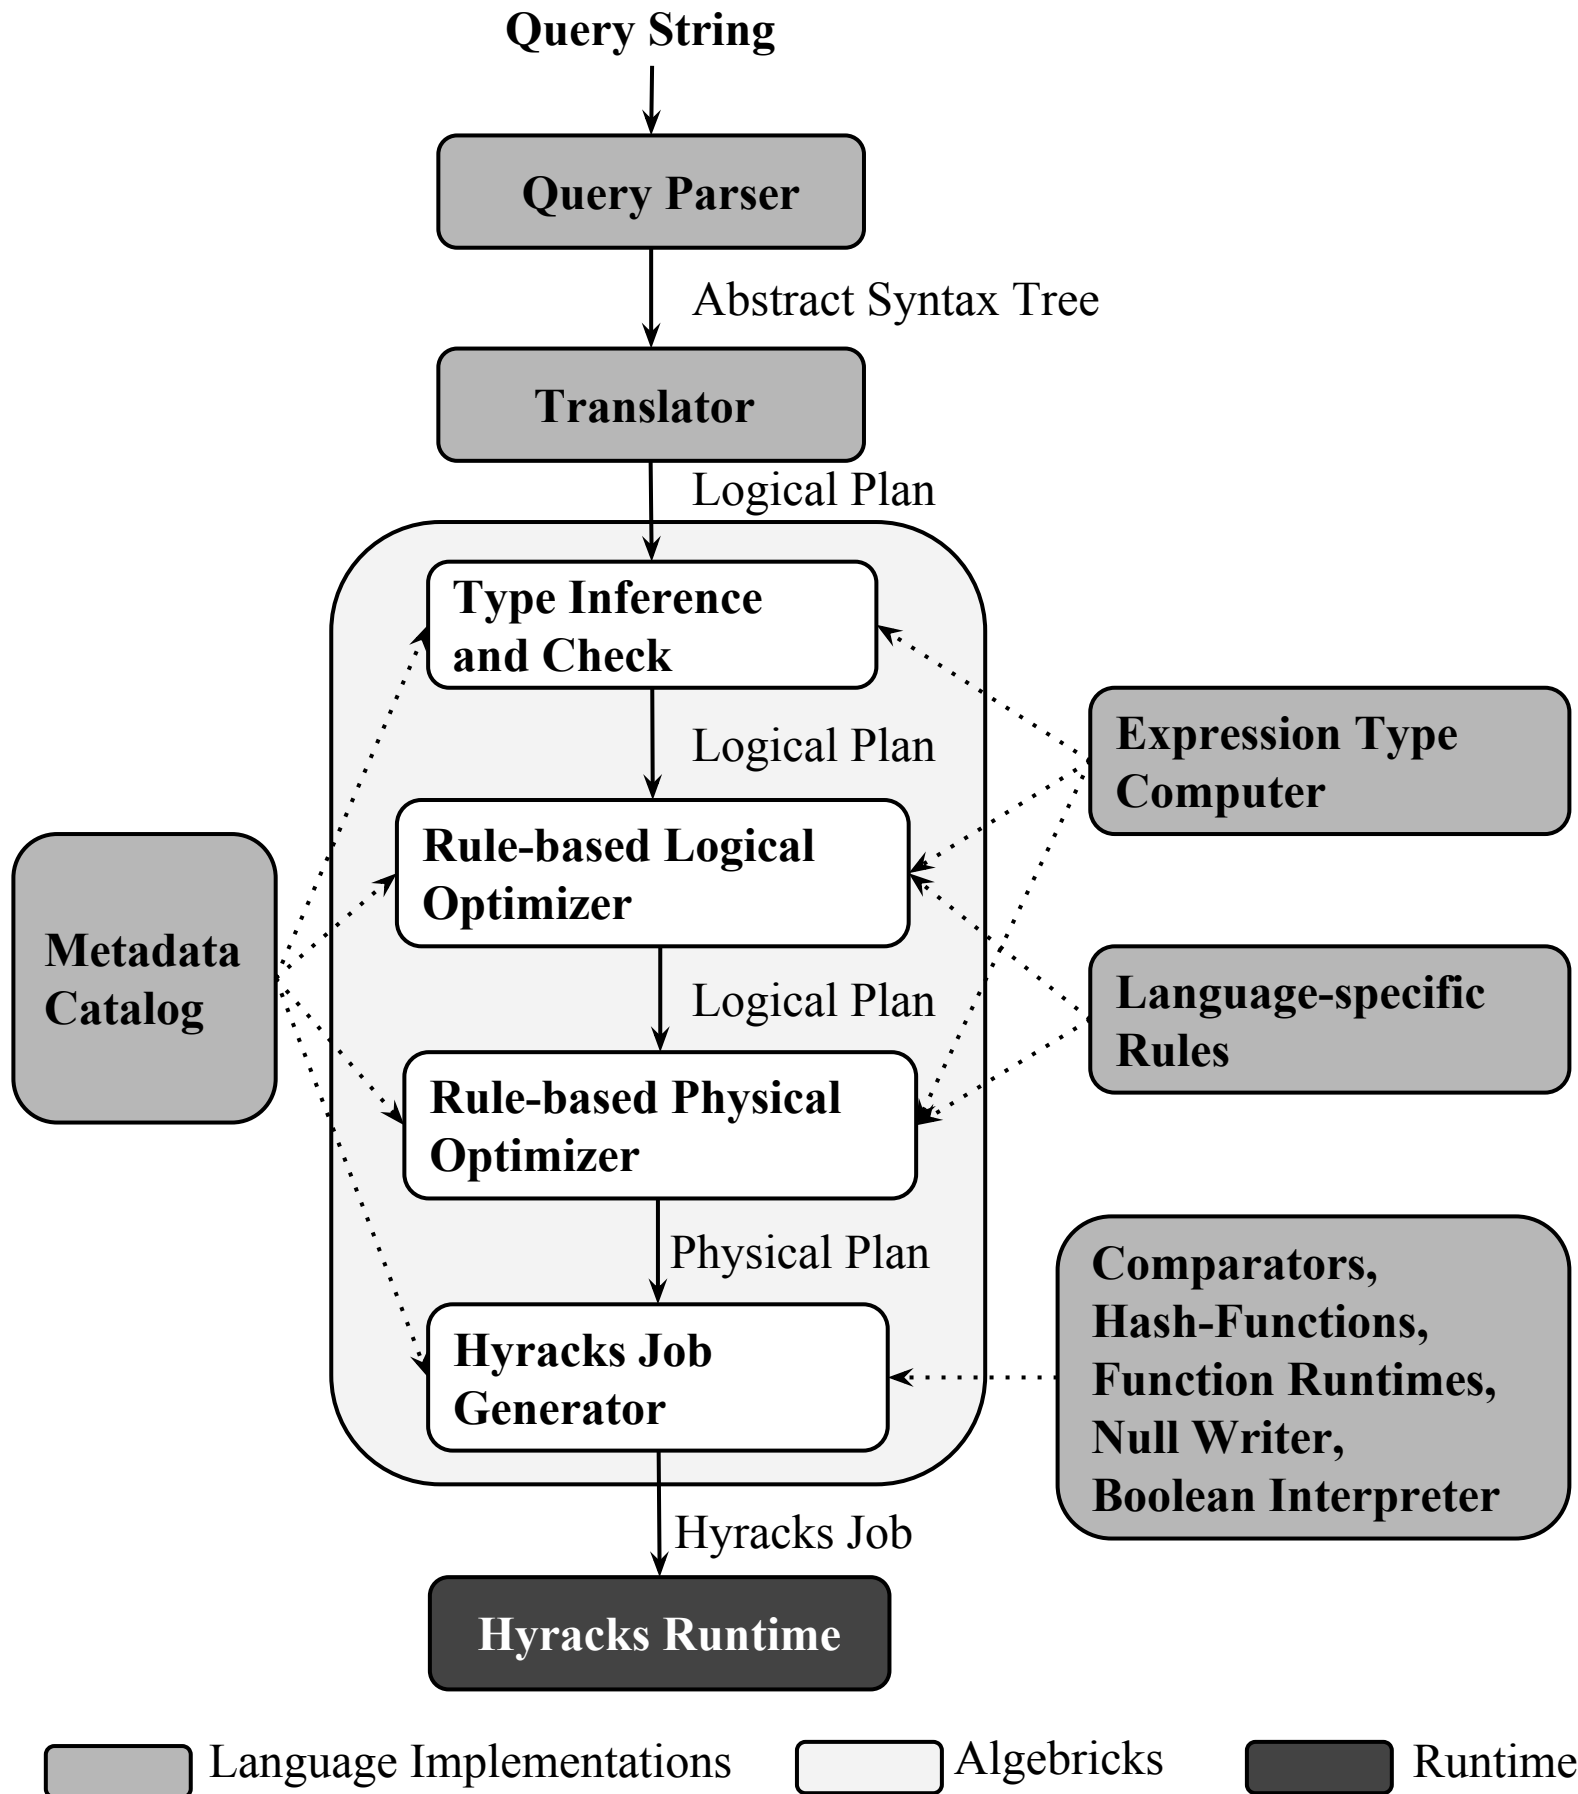 Query String
Query Parser
Abstract Syntax Tree
Translator
Logical Plan
Type Inference
and Check
Logical Plan
Expression Type
Computer
Rule-based Logical
Optimizer
Metadata
Catalog
Language-specific
Rules
Logical Plan
Rule-based Physical
Optimizer
Physical Plan
Comparators,
Hash-Functions,
Function Runtimes,
Null Writer,
Boolean Interpreter
Hyracks Job
Generator
Hyracks Job
Hyracks Runtime
Language Implementations
Algebricks
Runtime